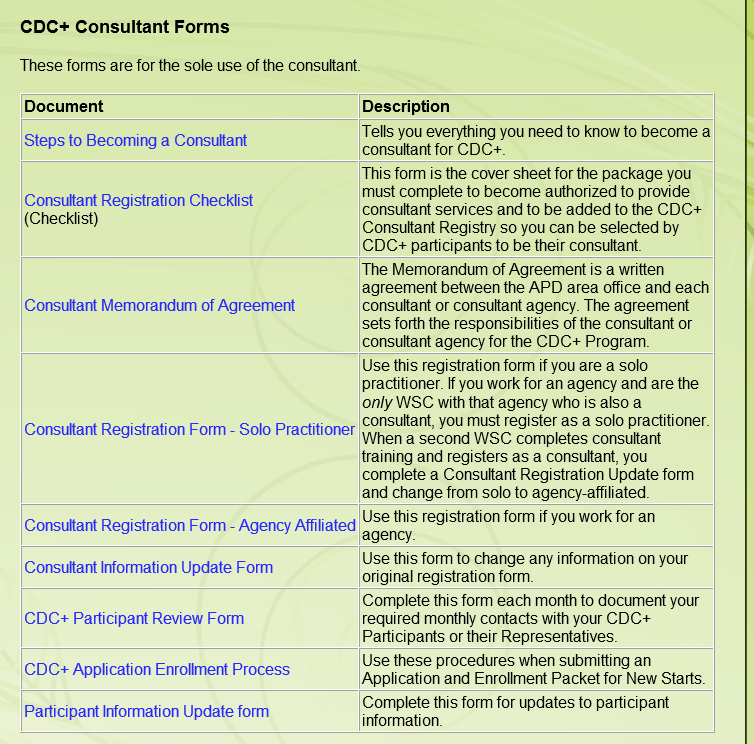 CDC+ Consultant Forms
These forms are for the sole use of the consultant.
Document
Description
Steps to Becoming a Consultant
Tells you everything you need to know to become a
consultant for CDC+.
Consultant Registration Checklist
(Checklist)
This form is the cover sheet for the package you
must complete to become authorized to provide
consultant services and to be added to the CDC+
Consultant Registry so you can be selected by
CDC+ participants to be their consultant.
Consultant Memorandum of Agreement
The Memorandum of Agreement is a written
agreement between the APD area office and each
consultant or consultant agency. The agreement
sets forth the responsibilities of the consultant or
consultant agency for the CDC+ Program.
Consultant Registration Form - Solo Practitioner
Use this registration form if you are a solo
practitioner. If you work for an agency and are the
only WSC with that agency who is also a
consultant, you must register as a solo practitioner.
When a second WSC completes consultant
training and registers as a consultant, you
complete a Consultant Registration Update form
and change from solo to agency-affiliated.
Consultant Registration Form - Agency Affiliated
Use this registration form if you work for an
agency.
Consultant Information Update Form
Use this form to change any information on your
original registration form.
CDC+ Participant Review Form
Complete this form each month to document your
required monthly contacts with your CDC+
Participants or their Representatives.
CDC+ Application Enrollment Process
Use these procedures when submitting an
Application and Enrollment Packet for New Starts.
Participant Information Update form
Complete this form for updates to participant
information.